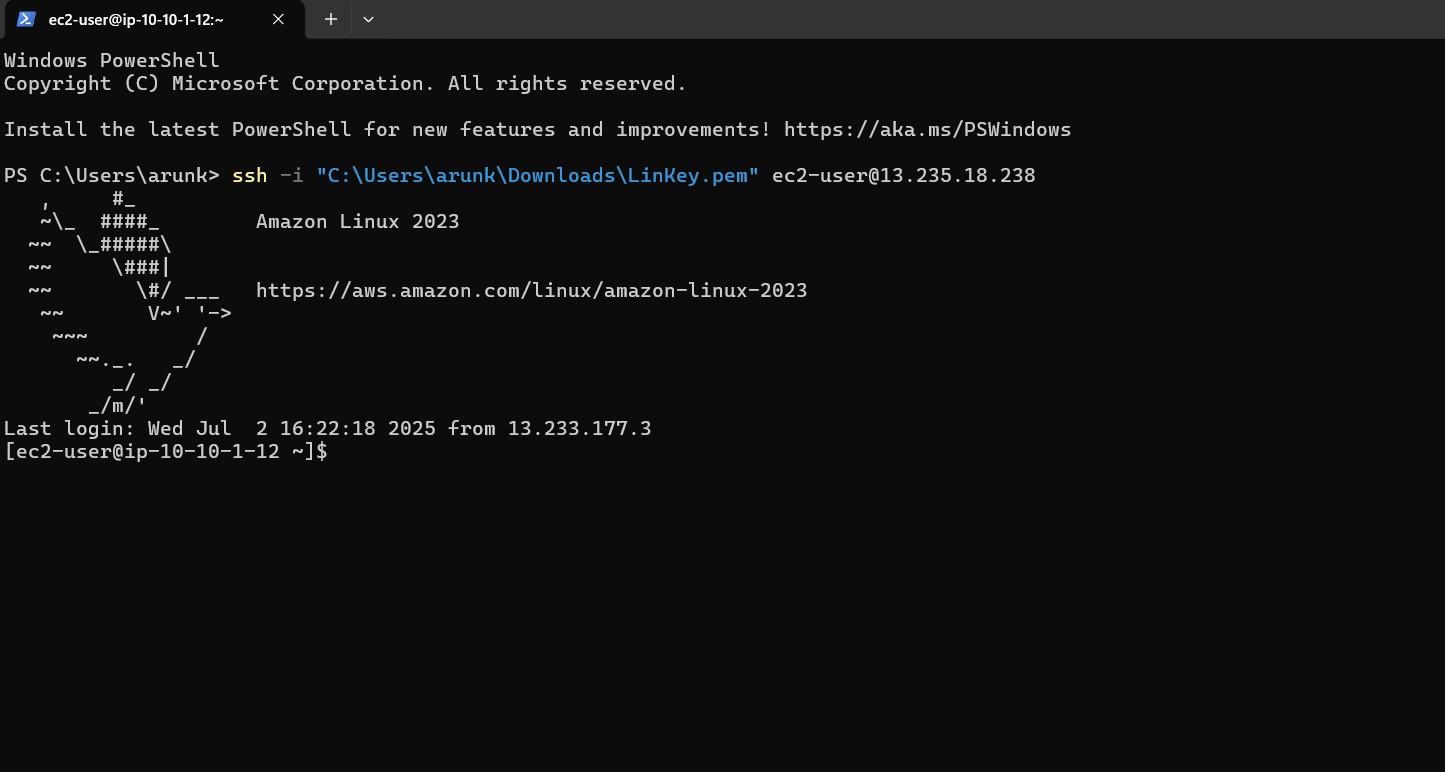 ec2-user@ip-10-10-1-12:~
Windows PowerShell
Copyright (C) Microsoft Corporation. All rights reserved.
Install the latest PowerShell for new features and improvements! https://aka.ms/PSWindows
PS C:\Users\arunk> ssh -i "C:\Users\arunk\Downloads\LinKey.pem" ec2-user@13.235.18.238
   ,     #_
   ~\_  ####_        Amazon Linux 2023
  ~~  \_#####\
  ~~     \###|
  ~~       \#/ ___   https://aws.amazon.com/linux/amazon-linux-2023
   ~~       V~' '->
    ~~~         /
      ~~._.   _/
         _/ _/
       _/m/'
Last login: Wed Jul  2 16:22:18 2025 from 13.233.177.3
[ec2-user@ip-10-10-1-12 ~]$